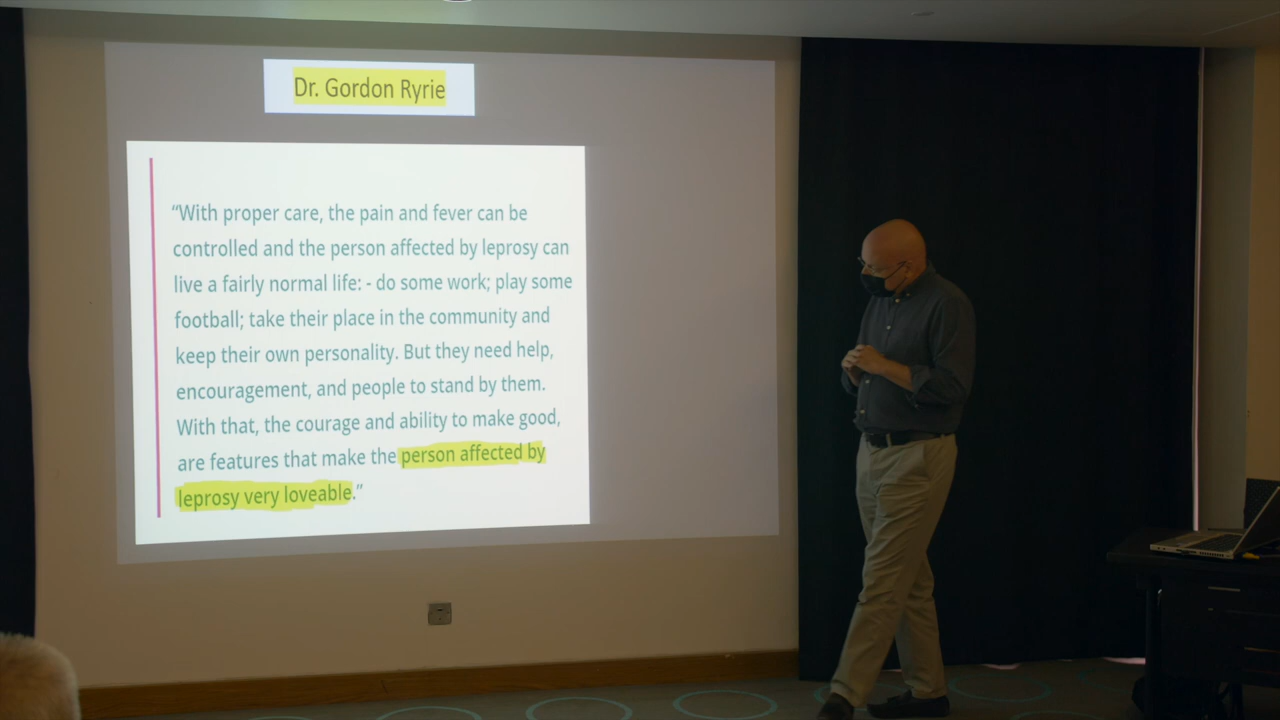 Dr. Gordon Ryrie
“With proper care, the pain and fever can be
controlled and the person affected by leprosy can
live a fairly normal life: - do some work; play some
football; take their place in the community and
keep their own personality. But they need help,
encouragement, and people to stand by them.
With that, the courage and ability to make good,
are features that make the person affected by
leprosy very loveable.”